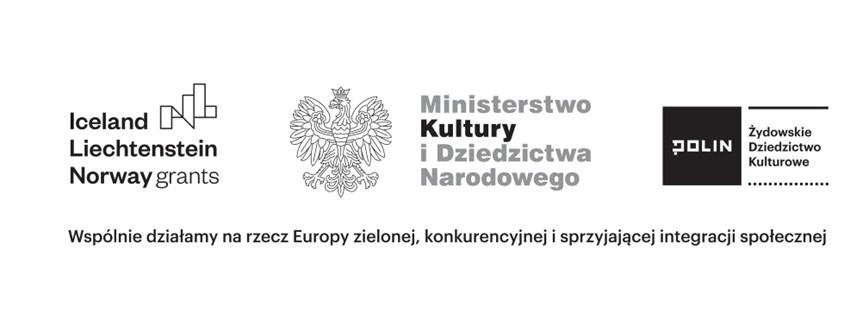 Iceland
Liechtenstein
Norway grants
Ministerstwo
Kultury
i Dziedzictwa
Narodowego
POLIN
Żydowskie
Dziedzictwo
Kulturowe
Wspólnie działamy na rzecz Europy zielonej, konkurencyjnej i sprzyjającej integracji społecznej